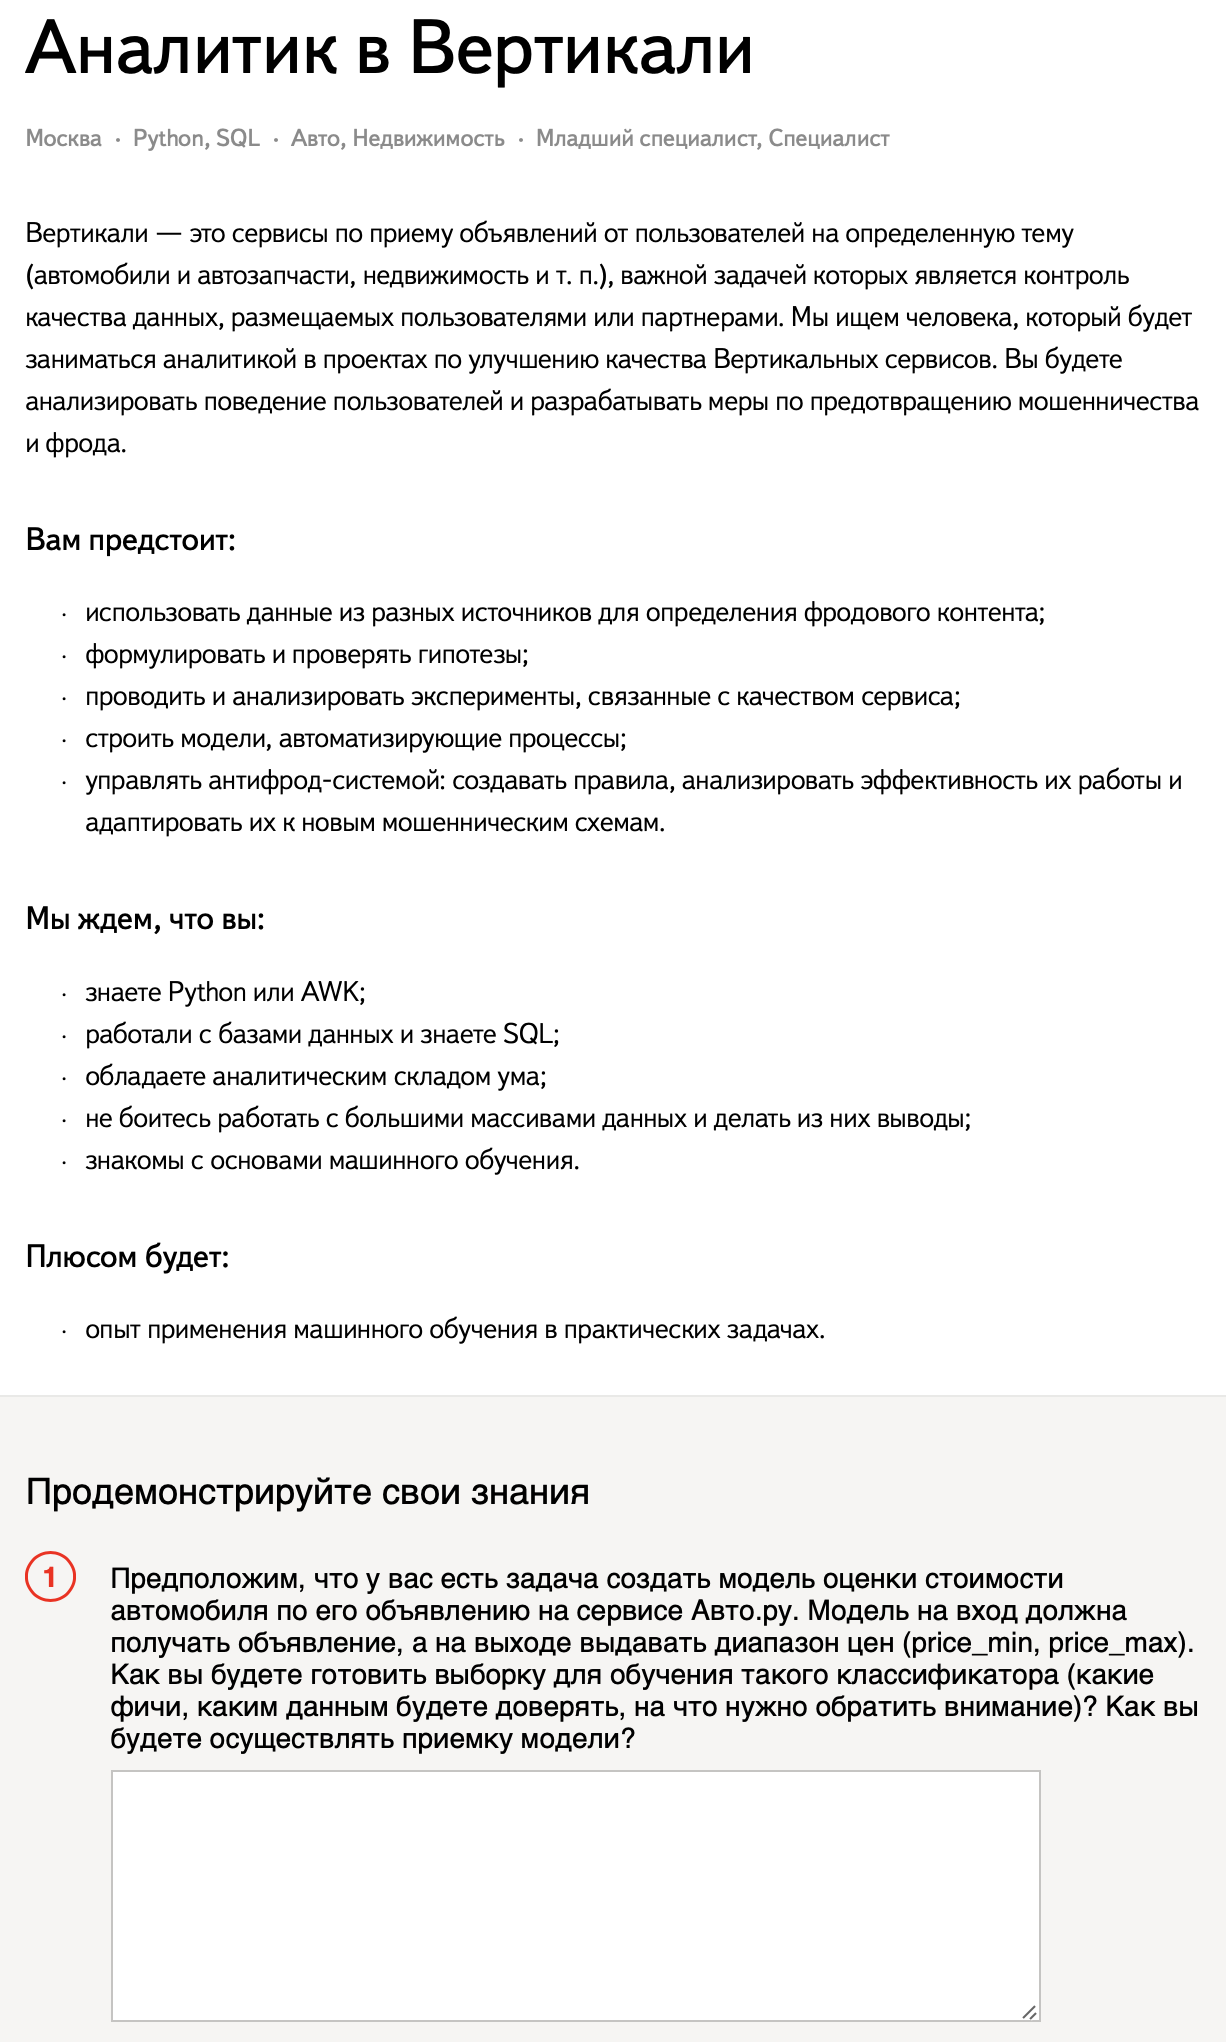 Аналитик в Вертикали
Москва · Python, SQL · Авто, Недвижимость · Младший специалист, Специалист
Вертикали — это сервисы по приему объявлений от пользователей на определенную тему
(автомобили и автозапчасти, недвижимость и т. п.), важной задачей которых является контроль
качества данных, размещаемых пользователями или партнерами. Мы ищем человека, который будет
заниматься аналитикой в проектах по улучшению качества Вертикальных сервисов. Вы будете
анализировать поведение пользователей и разрабатывать меры по предотвращению мошенничества
и фрода.
Вам предстоит:
· использовать данные из разных источников для определения фродового контента;
· формулировать и проверять гипотезы;
· проводить и анализировать эксперименты, связанные с качеством сервиса;
· строить модели, автоматизирующие процессы;
· управлять антифрод-системой: создавать правила, анализировать эффективность их работы и
адаптировать их к новым мошенническим схемам.
Мы ждем, что вы:
· знаете Python или AWK;
· работали с базами данных и знаете SQL;
· обладаете аналитическим складом ума;
· не боитесь работать с большими массивами данных и делать из них выводы;
· знакомы с основами машинного обучения.
Плюсом будет:
· опыт применения машинного обучения в практических задачах.
Продемонстрируйте свои знания
1 Предположим, что у вас есть задача создать модель оценки стоимости
автомобиля по его объявлению на сервисе Авто.ру. Модель на вход должна
получать объявление, а на выходе выдавать диапазон цен (price_min, price_max).
Как вы будете готовить выборку для обучения такого классификатора (какие
фичи, каким данным будете доверять, на что нужно обратить внимание)? Как вы
будете осуществлять приемку модели?